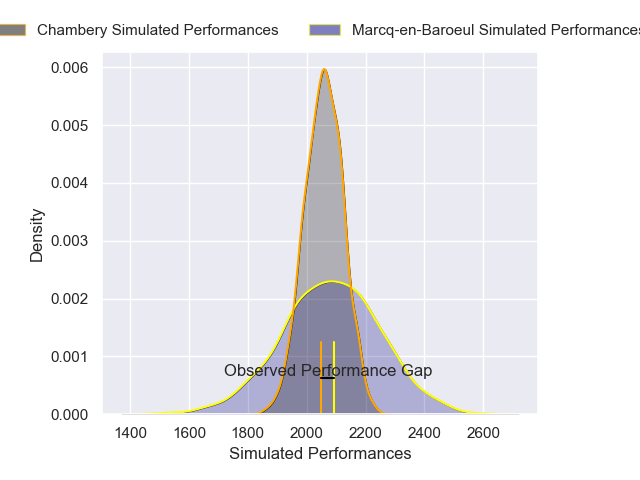 Chambery Simulated Performances
Marcq-en-Baroeul Simulated Performances
0.006
0.005
0.004
0.003
0.002
0.001
0.000
Density
Observed Performance Gap
1400 1600 1800 2000 2200 2400 2600
Simulated Performances